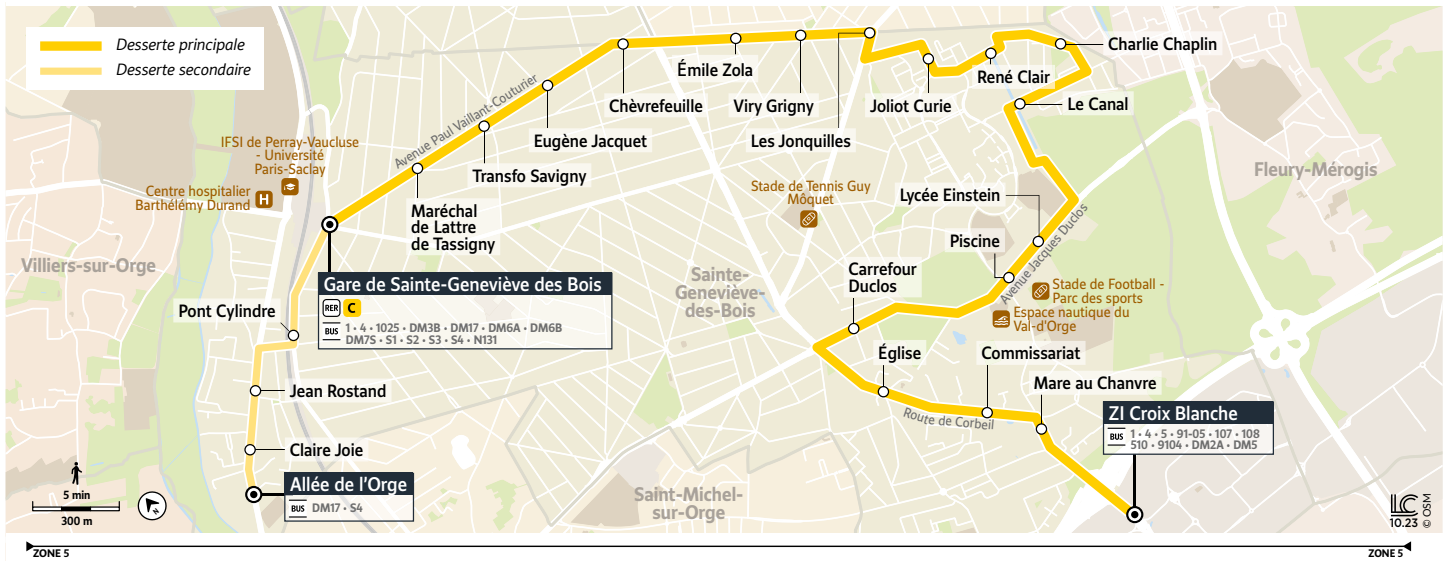 Desserte principale
Desserte secondaire
Charlie Chaplin
Émile Zola
René Clair
Chèvrefeuille
Viry Grigny
Joliot Curie
Le Canal
Avenue Paul Vaillant-Couturier
Eugène Jacquet
Les Jonquilles
IFSI de Perray-Vaucluse
- Université
Paris-Saclay
Transfo Savigny
Fleury-Mérogis
Centre hospitalier
Barthélémy Durand
H
Stade de Tennis Guy
Môquet
Lycée Einstein
Maréchal
de Lattre
de Tassigny
Piscine
Avenue Jacques Duclos
Villiers-sur-Orge
Sainte-
Geneviève-
des-Bois
Carrefour
Duclos
Gare de Sainte-Geneviève des Bois
RER C
BUS 1 • 4 • 1025 • DM3B • DM17 • DM6A • DM6B
DM7S • S1 • S2 • S3 • S4 • N131
Stade de Football -
Parc des sports
Espace nautique du
Val-d'Orge
Pont Cylindre
Église
Commissariat
Mare au Chanvre
Jean Rostand
Route de Corbeil
ZI Croix Blanche
BUS 1 • 4 • 5 • 91-05 • 107 • 108
510 • 9104 • DM2A • DM5
Claire Joie
Allée de l'Orge
BUS DM17 • S4
Saint-Michel-
sur-Orge
5 min
300 m
N
LC
10.23
© OSM
ZONE 5
ZONE 5